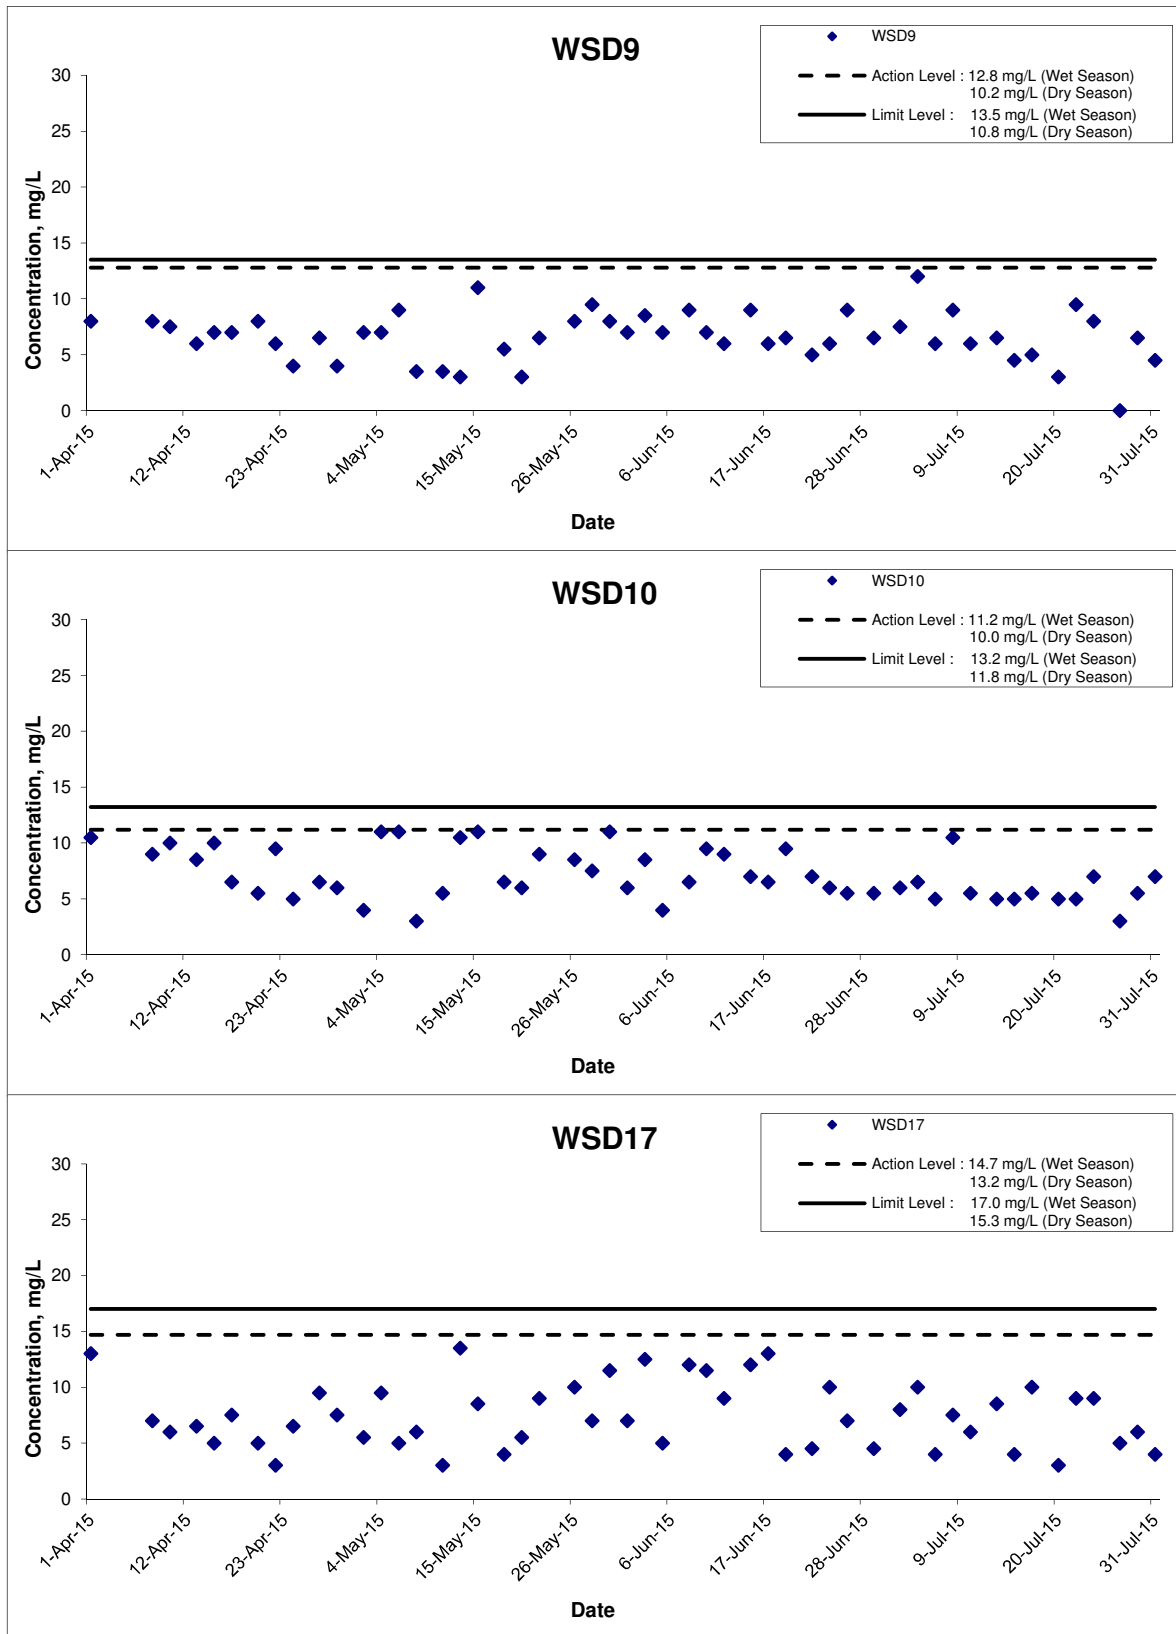 WSD9
WSD9
Action Level : 12.8 mg/L (Wet Season)
10.2 mg/L (Dry Season)
Limit Level : 13.5 mg/L (Wet Season)
10.8 mg/L (Dry Season)
Concentration, mg/L
30
25
20
15
10
5
0
1-Apr-15
12-Apr-15
23-Apr-15
4-May-15
15-May-15
26-May-15
6-Jun-15
17-Jun-15
28-Jun-15
9-Jul-15
20-Jul-15
31-Jul-15
Date
WSD10
WSD10
Action Level : 11.2 mg/L (Wet Season)
10.0 mg/L (Dry Season)
Limit Level : 13.2 mg/L (Wet Season)
11.8 mg/L (Dry Season)
Concentration, mg/L
30
25
20
15
10
5
0
1-Apr-15
12-Apr-15
23-Apr-15
4-May-15
15-May-15
26-May-15
6-Jun-15
17-Jun-15
28-Jun-15
9-Jul-15
20-Jul-15
31-Jul-15
Date
WSD17
WSD17
Action Level : 14.7 mg/L (Wet Season)
13.2 mg/L (Dry Season)
Limit Level : 17.0 mg/L (Wet Season)
15.3 mg/L (Dry Season)
Concentration, mg/L
30
25
20
15
10
5
0
1-Apr-15
12-Apr-15
23-Apr-15
4-May-15
15-May-15
26-May-15
6-Jun-15
17-Jun-15
28-Jun-15
9-Jul-15
20-Jul-15
31-Jul-15
Date